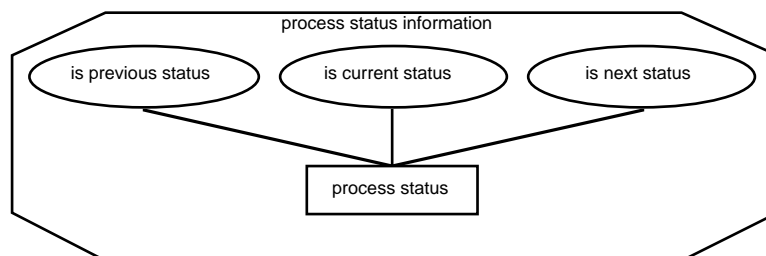 process status information
is previous status
is current status
is next status
process status